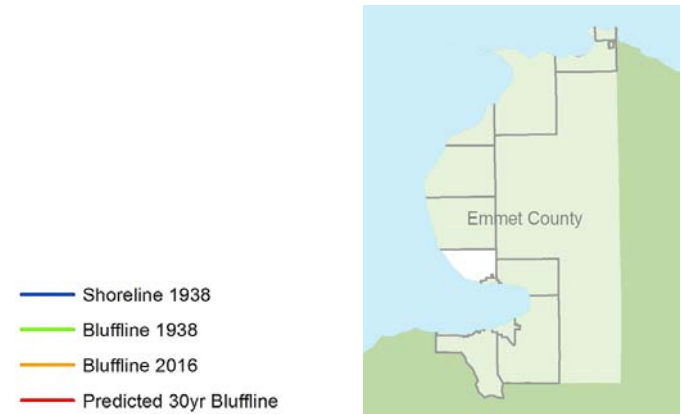 Emmet County
Shoreline 1938
Bluffline 1938
Bluffline 2016
Predicted 30yr Bluffline